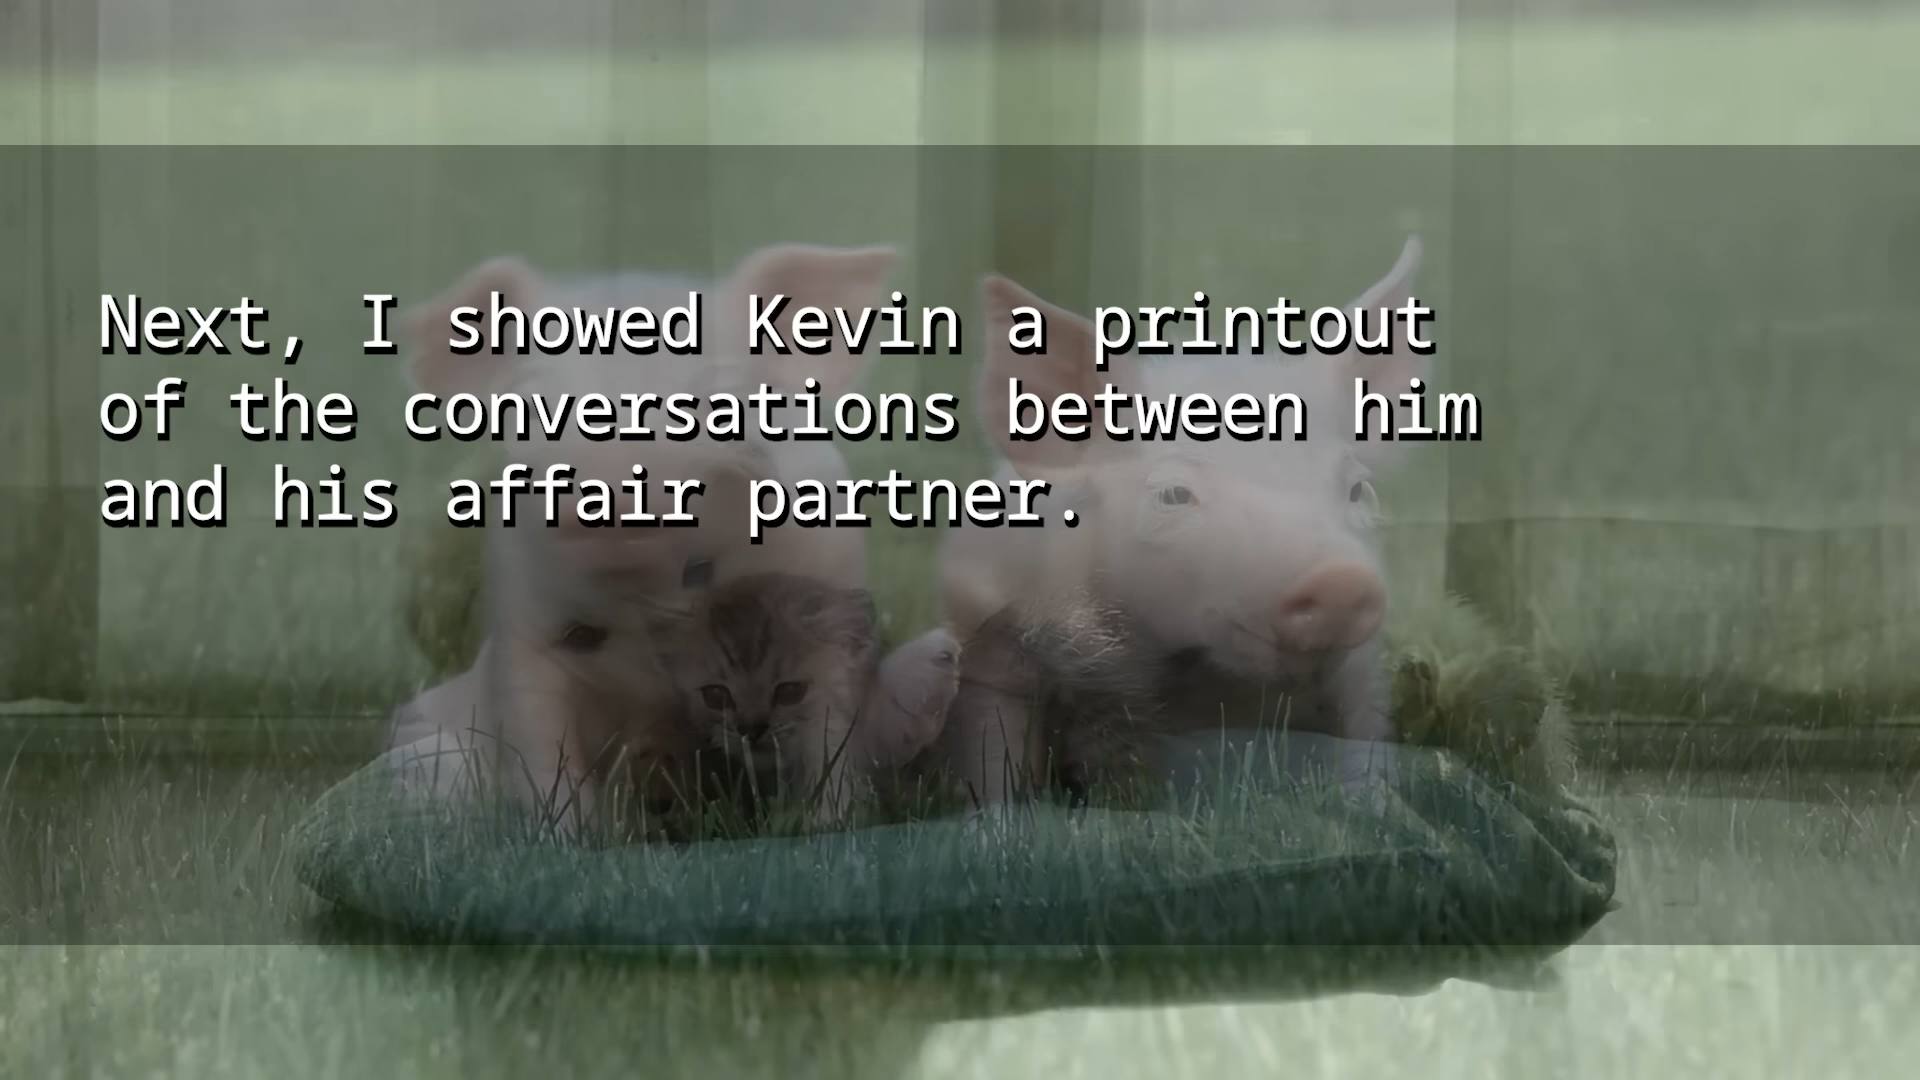 Next, I showed Kevin a printout
of the conversations between him
and his affair partner.